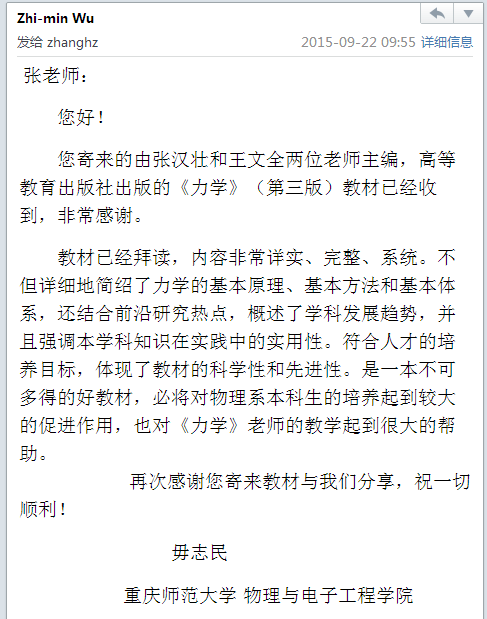 Zhi-min Wu
发给 zhanghz 2015-09-22 09:55 详细信息
张老师：
您好！
您寄来的由张汉壮和王文全两位老师主编，高等
教育出版社出版的《力学》（第三版）教材已经收
到，非常感谢。
教材已经拜读，内容非常详实、完整、系统。不
但详细地简绍了力学的基本原理、基本方法和基本体
系，还结合前沿研究热点，概述了学科发展趋势，并
且强调本学科知识在实践中的实用性。符合人才的培
养目标，体现了教材的科学性和先进性。是一本不可
多得的好教材，必将对物理系本科生的培养起到较大
的促进作用，也对《力学》老师的教学起到很大的帮
助。
再次感谢您寄来教材与我们分享，祝一切
顺利！
毋志民
重庆师范大学 物理与电子工程学院